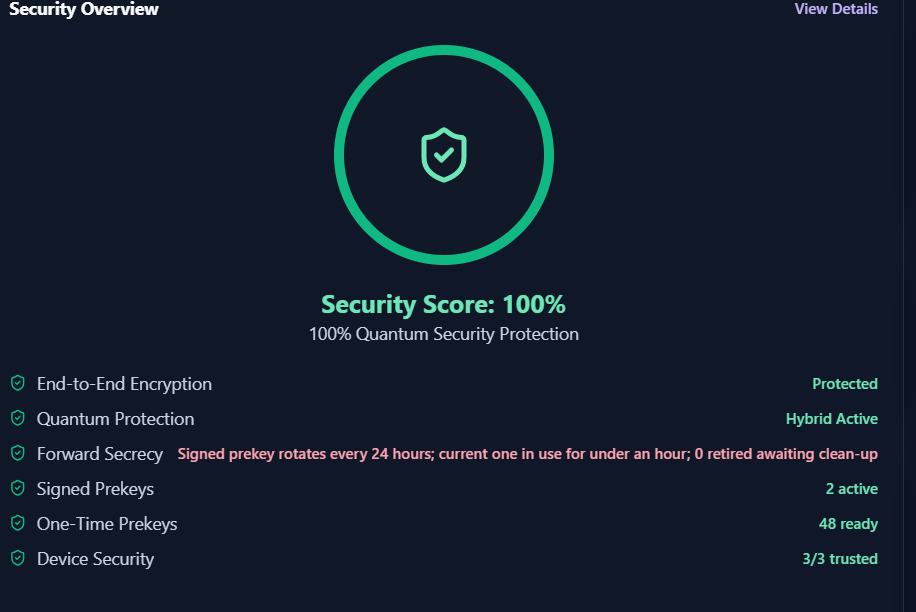 Security Overview View Details
Security Score: 100%
100% Quantum Security Protection
End-to-End Encryption Protected
Quantum Protection Hybrid Active
Forward Secrecy Signed prekey rotates every 24 hours; current one in use for under an hour; 0 retired awaiting clean-up
Signed Prekeys 2 active
One-Time Prekeys 48 ready
Device Security 3/3 trusted